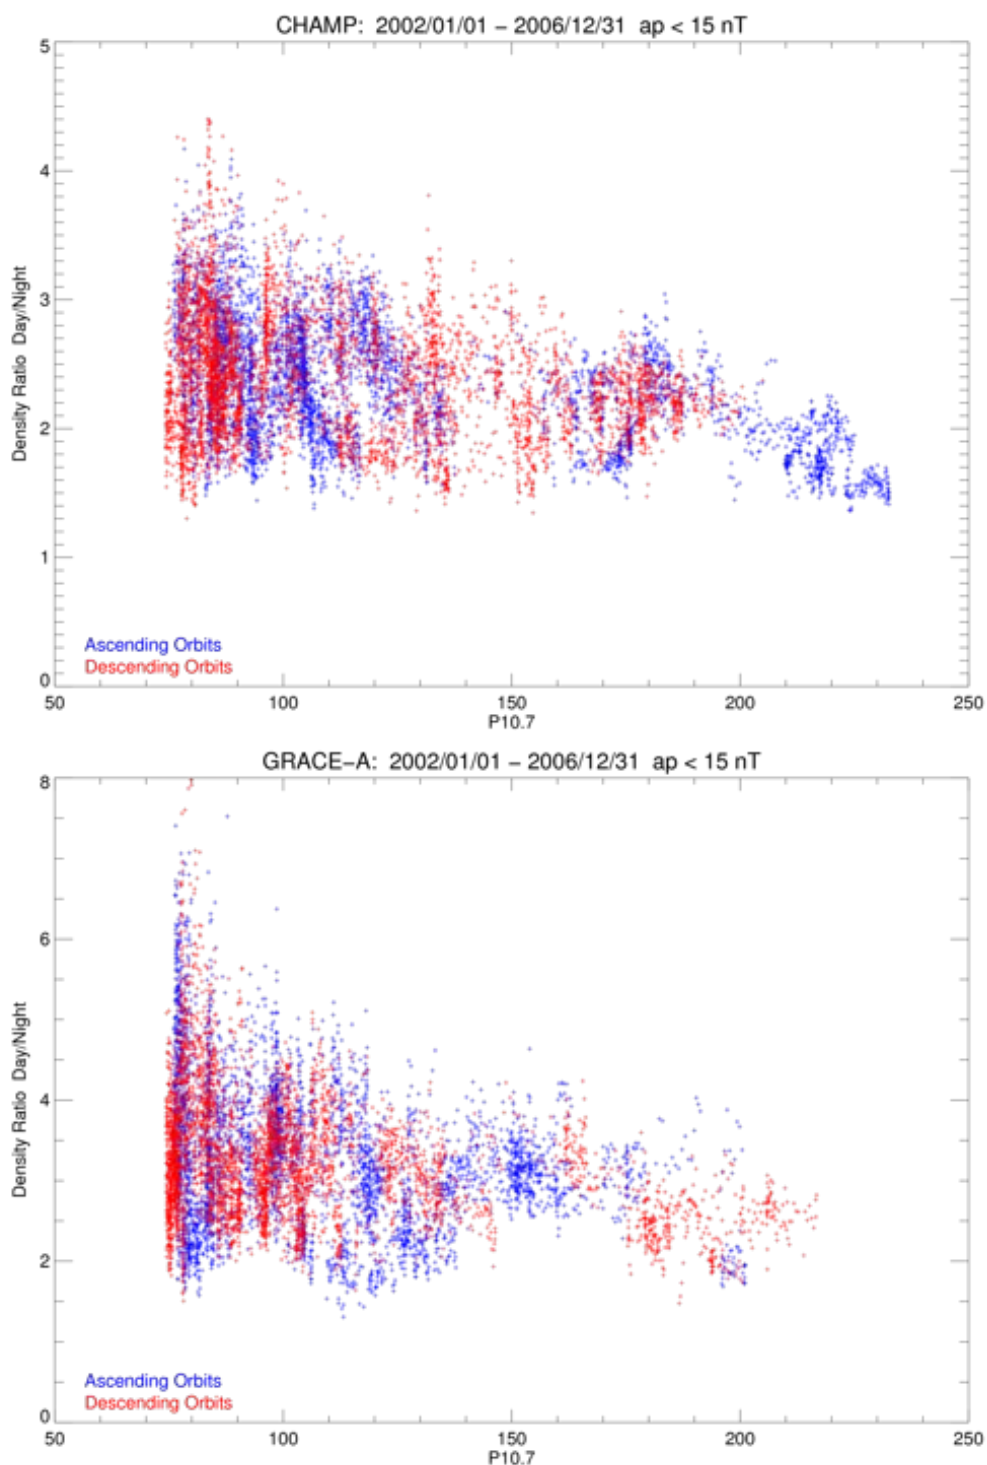 CHAMP: 2002/01/01 − 2006/12/31 ap < 15 nT
5
4
3
2
1
0
Density Ratio Day/Night
Ascending Orbits
Descending Orbits
50 100 150 200 250
P10.7
GRACE−A: 2002/01/01 − 2006/12/31 ap < 15 nT
8
6
4
2
0
Density Ratio Day/Night
Ascending Orbits
Descending Orbits
50 100 150 200 250
P10.7